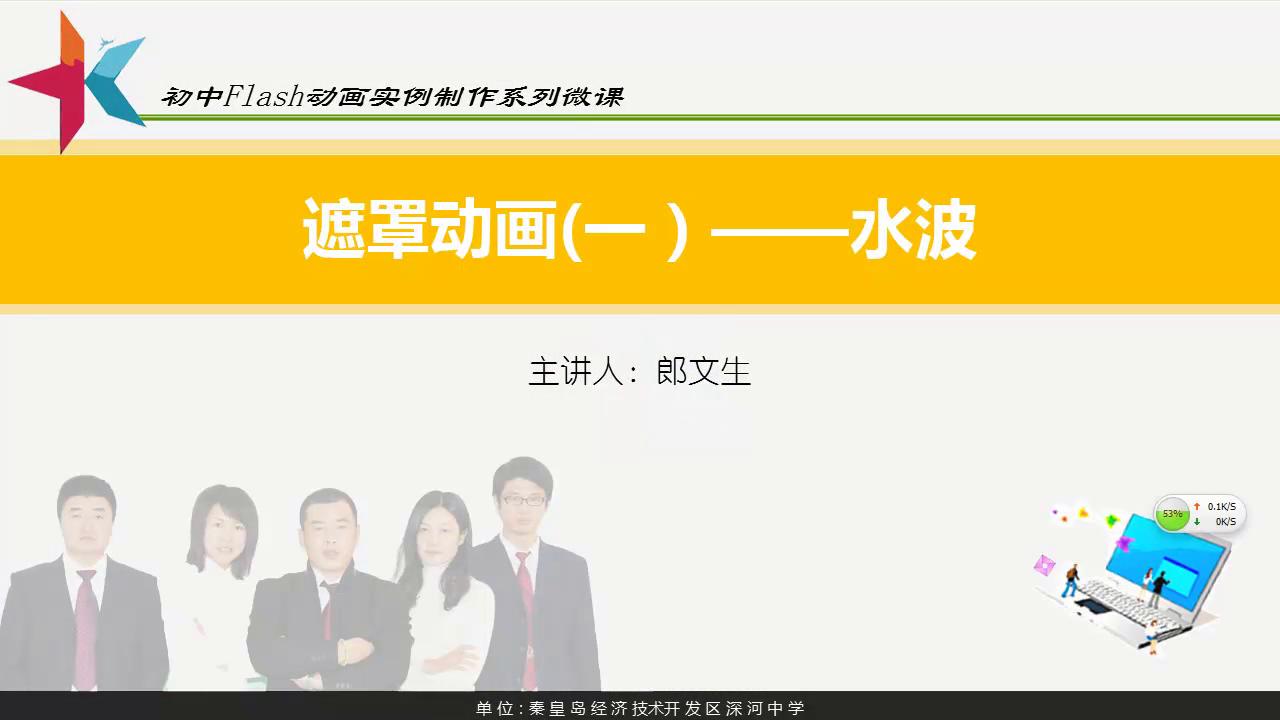 初中Flash动画实例制作系列微课
遮罩动画(一）——水波
主讲人：郎文生
53%
0.1K/S
0K/S
单位:秦皇岛经济技术开发区深河中学